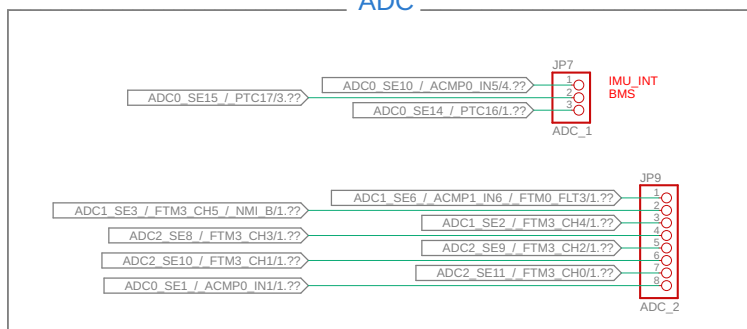 ADC
JP7
ADC0_SE10_/_ACMP0_IN5/4.??
1
IMU_INT
ADC0_SE15_/_PTC17/3.??
2
BMS
ADC0_SE14_/_PTC16/1.??
3
ADC_1
JP9
ADC1_SE6_/_ACMP1_IN6_/_FTM0_FLT3/1.??
1
ADC1_SE3_/_FTM3_CH5_/_NMI_B/1.??
2
ADC1_SE2_/_FTM3_CH4/1.??
3
ADC2_SE8_/_FTM3_CH3/1.??
4
ADC2_SE9_/_FTM3_CH2/1.??
5
ADC2_SE10_/_FTM3_CH1/1.??
6
ADC2_SE11_/_FTM3_CH0/1.??
7
ADC0_SE1_/_ACMP0_IN1/1.??
8
ADC_2